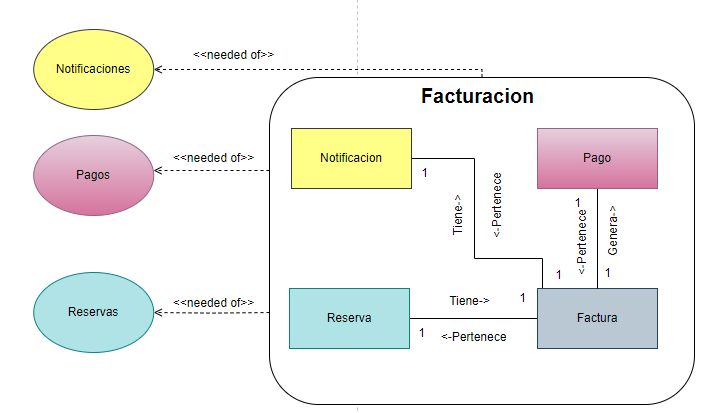 <<needed of>>
Notificaciones
Facturacion
Notificacion
Pago
<<needed of>>
Pagos
1
Tiene->
<-Pertenece
1
<-Pertenece
Genera->
1
1
<<needed of>>
Reservas
Reserva
Tiene->
1
1
<-Pertenece
Factura